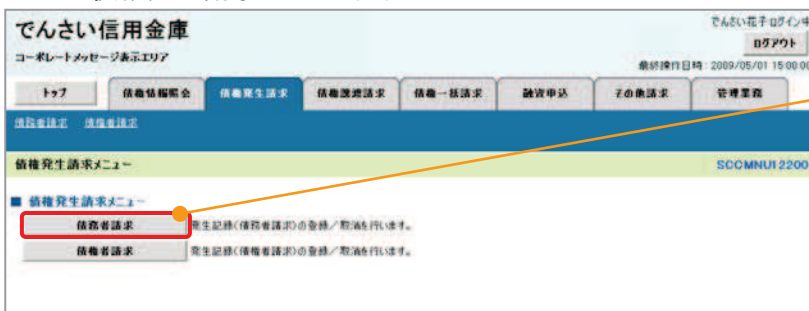 でんさい信用金庫
でんさい花子ログイン中
コーポレートメッセージ表示エリア
ログアウト
最終操作日時：2009/05/01 15:00:00
トップ 債権情報照会 債権発生請求 債権譲渡請求 債権一括請求 融資申込 その他請求 管理業務
債務者請求 債権者請求
債権発生請求メニュー SCCMNU12200
■ 債権発生請求メニュー
債務者請求 発生記録(債務者請求)の登録／取消を行います。
債権者請求 発生記録(債権者請求)の登録／取消を行います。